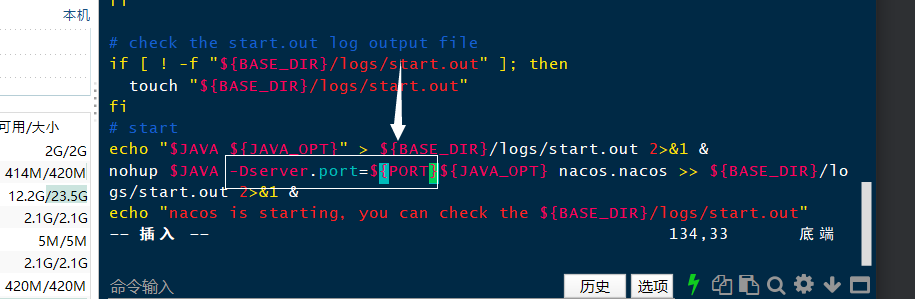 本机
fi
# check the start.out log output file
if [ ! -f "${BASE_DIR}/logs/start.out" ]; then
touch "${BASE_DIR}/logs/start.out"
fi
可用/大小
# start
2G/2G
echo "$JAVA ${JAVA_OPT}" > ${BASE_DIR}/logs/start.out 2>&1 &
414M/420M
nohup $JAVA -Dserver.port=${PORT}${JAVA_OPT} nacos.nacos >> ${BASE_DIR}/lo
12.2G/23.5G
gs/start.out 2>&1 &
2.1G/2.1G
echo "nacos is starting, you can check the ${BASE_DIR}/logs/start.out"
5M/5M
-- 插入 -- 134,33 底端
2.1G/2.1G
420M/420M
命令输入 历史 选项